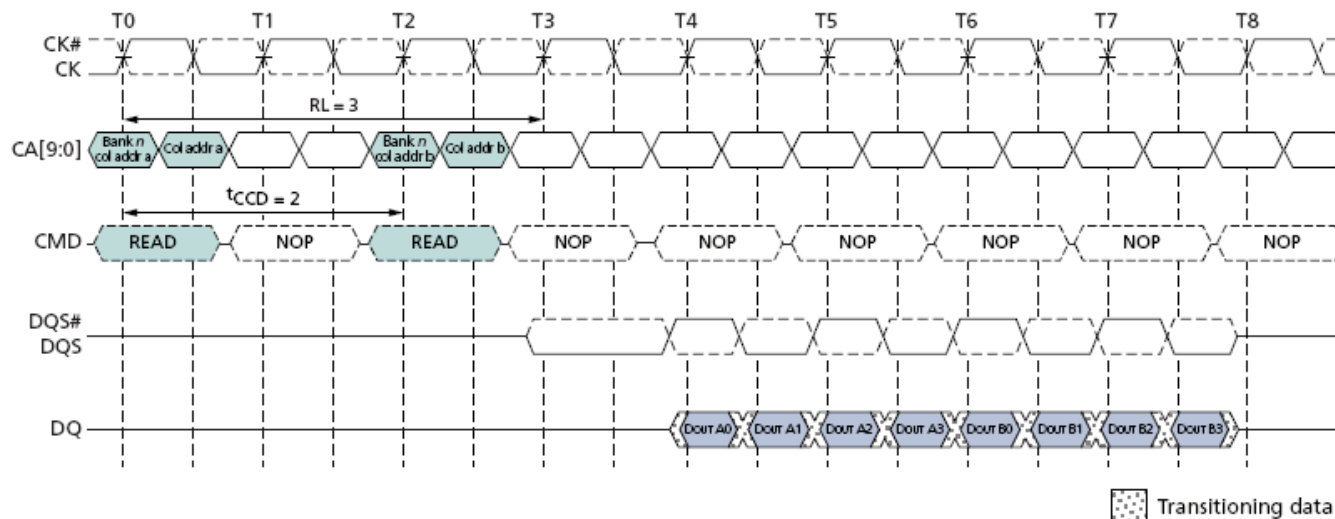 T0 T1 T2 T3 T4 T5 T6 T7 T8
CK#
CK
RL = 3
CA[9:0] Bank n col addr a Col addr a Bank n col addr b Col addr b
tCCD = 2
CMD READ NOP READ NOP NOP NOP NOP NOP NOP
DQS#
DQS
DQ DOUT A0 DOUT A1 DOUT A2 DOUT A3 DOUT B0 DOUT B1 DOUT B2 DOUT B3
Transitioning data